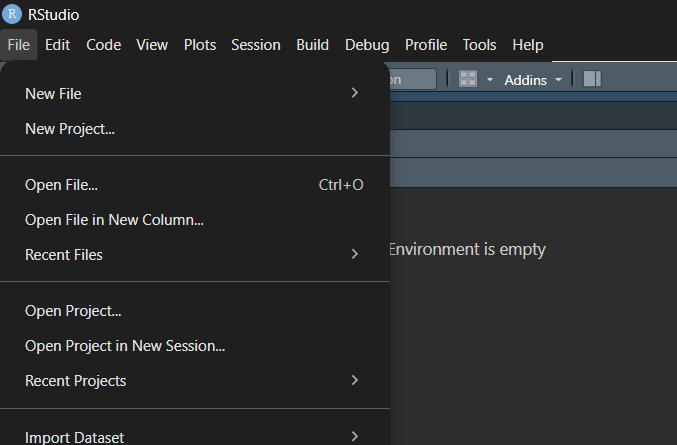 R RStudio
File Edit Code View Plots Session Build Debug Profile Tools Help
on Addins
New File
New Project...
Open File... Ctrl+O
Open File in New Column...
Recent Files
Environment is empty
Open Project...
Open Project in New Session...
Recent Projects
Import Dataset